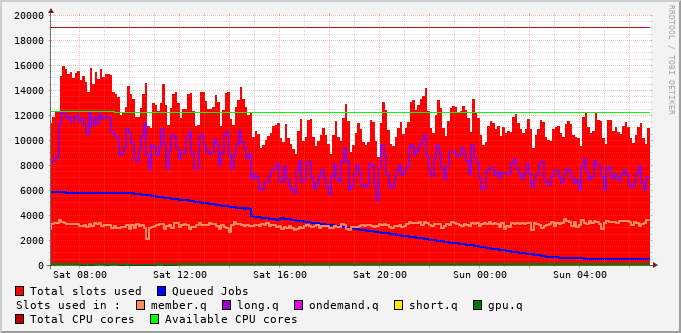 20000
18000
16000
14000
12000
10000
8000
6000
4000
2000
0
Sat 08:00 Sat 12:00 Sat 16:00 Sat 20:00 Sun 00:00 Sun 04:00
RRDTOOL / TOBI OETIKER
Total slots used Queued Jobs
Slots used in : member.q long.q ondemand.q short.q gpu.q
Total CPU cores Available CPU cores